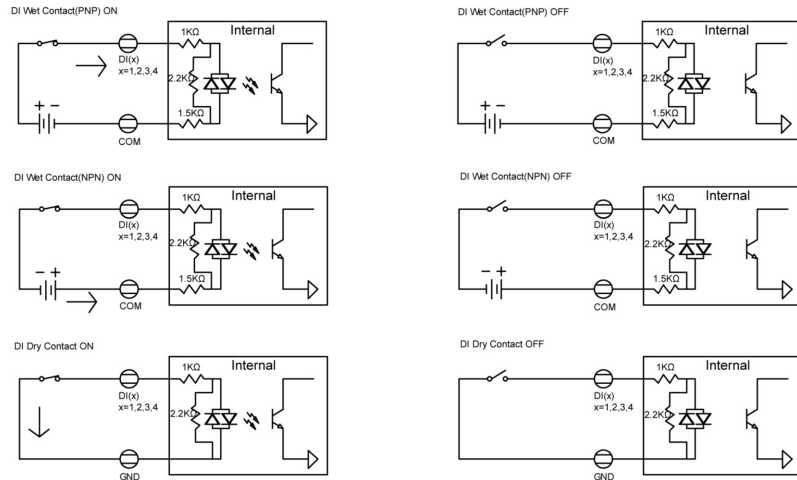 DI Wet Contact(PNP) ON
Internal
1KΩ
DI(x)
x=1,2,3,4
2.2KΩ
1.5KΩ
+ -
COM
DI Wet Contact(PNP) OFF
Internal
1KΩ
DI(x)
x=1,2,3,4
2.2KΩ
1.5KΩ
+ -
COM
DI Wet Contact(NPN) ON
Internal
1KΩ
DI(x)
x=1,2,3,4
2.2KΩ
1.5KΩ
- +
COM
DI Wet Contact(NPN) OFF
Internal
1KΩ
DI(x)
x=1,2,3,4
2.2KΩ
1.5KΩ
- +
COM
DI Dry Contact ON
Internal
1KΩ
DI(x)
x=1,2,3,4
2.2KΩ
GND
DI Dry Contact OFF
Internal
1KΩ
DI(x)
x=1,2,3,4
2.2KΩ
GND